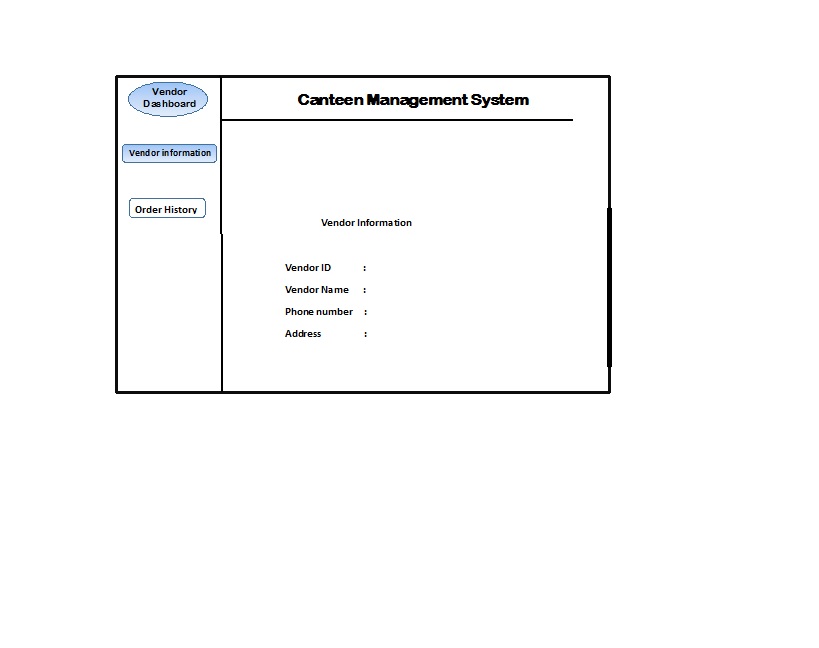 Vendor
Dashboard
Canteen Management System
Vendor information
Order History
Vendor Information
Vendor ID :
Vendor Name :
Phone number :
Address :